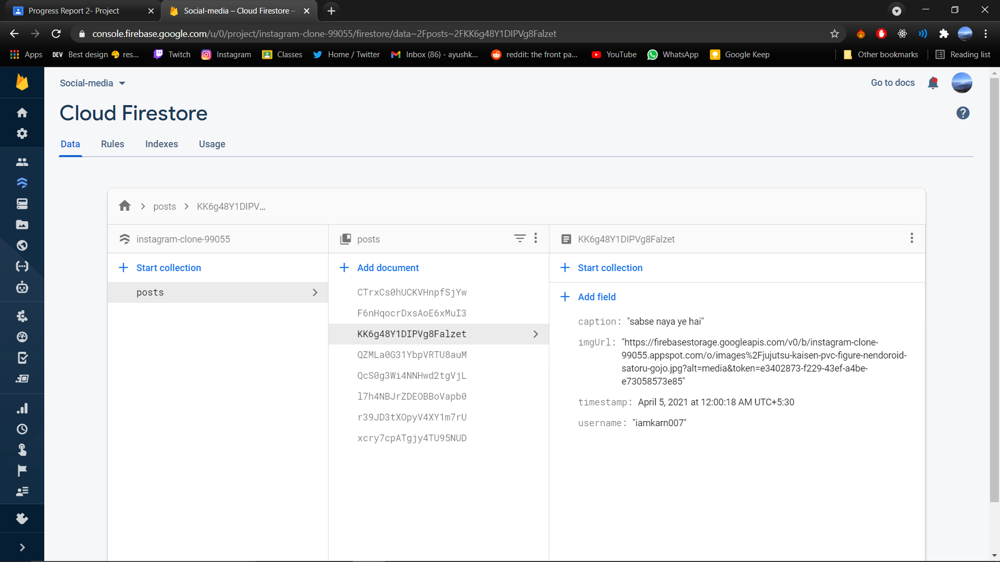 Progress Report 2- Project
Social-media – Cloud Firestore –
console.firebase.google.com/u/0/project/instagram-clone-99055/firestore/data~2Fposts~2FKK6g48Y1DIPVg8Falzet
Apps
DEV Best design 🎨 res...
Twitch
Instagram
Classes
Home / Twitter
Inbox (86) - ayushk...
reddit: the front pa...
YouTube
WhatsApp
Google Keep
Other bookmarks
Reading list
Social-media
Go to docs
Cloud Firestore
Data Rules Indexes Usage
posts > KK6g48Y1DIPV...
instagram-clone-99055
posts
KK6g48Y1DIPVg8Falzet
+ Start collection
+ Add document
+ Start collection
posts
CTrxCs0hUCKVHnpfSjYw
F6nHqocrDxsAoE6xMuI3
KK6g48Y1DIPVg8Falzet
QZMLa0G31YbpVRTU8auM
QcS0g3Wi4NNHwd2tgVjL
l7h4NBJrZDEOBBoVapb0
r39JD3tXOpyV4XY1m7rU
xcry7cpATgjy4TU95NUD
+ Add field
caption: "sabse naya ye hai"
imgUrl: "https://firebasestorage.googleapis.com/v0/b/instagram-clone-
99055.appspot.com/o/images%2Fjujutsu-kaisen-pvc-figure-nendoroid-
satoru-gojo.jpg?alt=media&token=e3402873-f229-43ef-a4be-
e73058573e85"
timestamp: April 5, 2021 at 12:00:18 AM UTC+5:30
username: "iamkarn007"